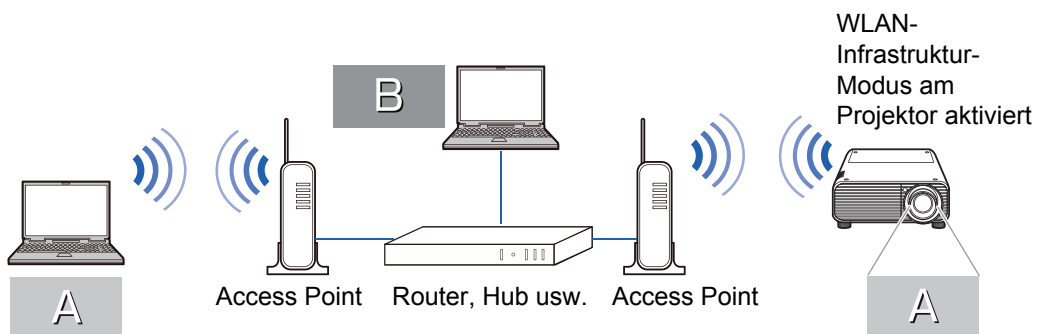 WLAN-
Infrastruktur-
Modus am
Projektor aktiviert
B
A
Access Point
Router, Hub usw.
Access Point
A